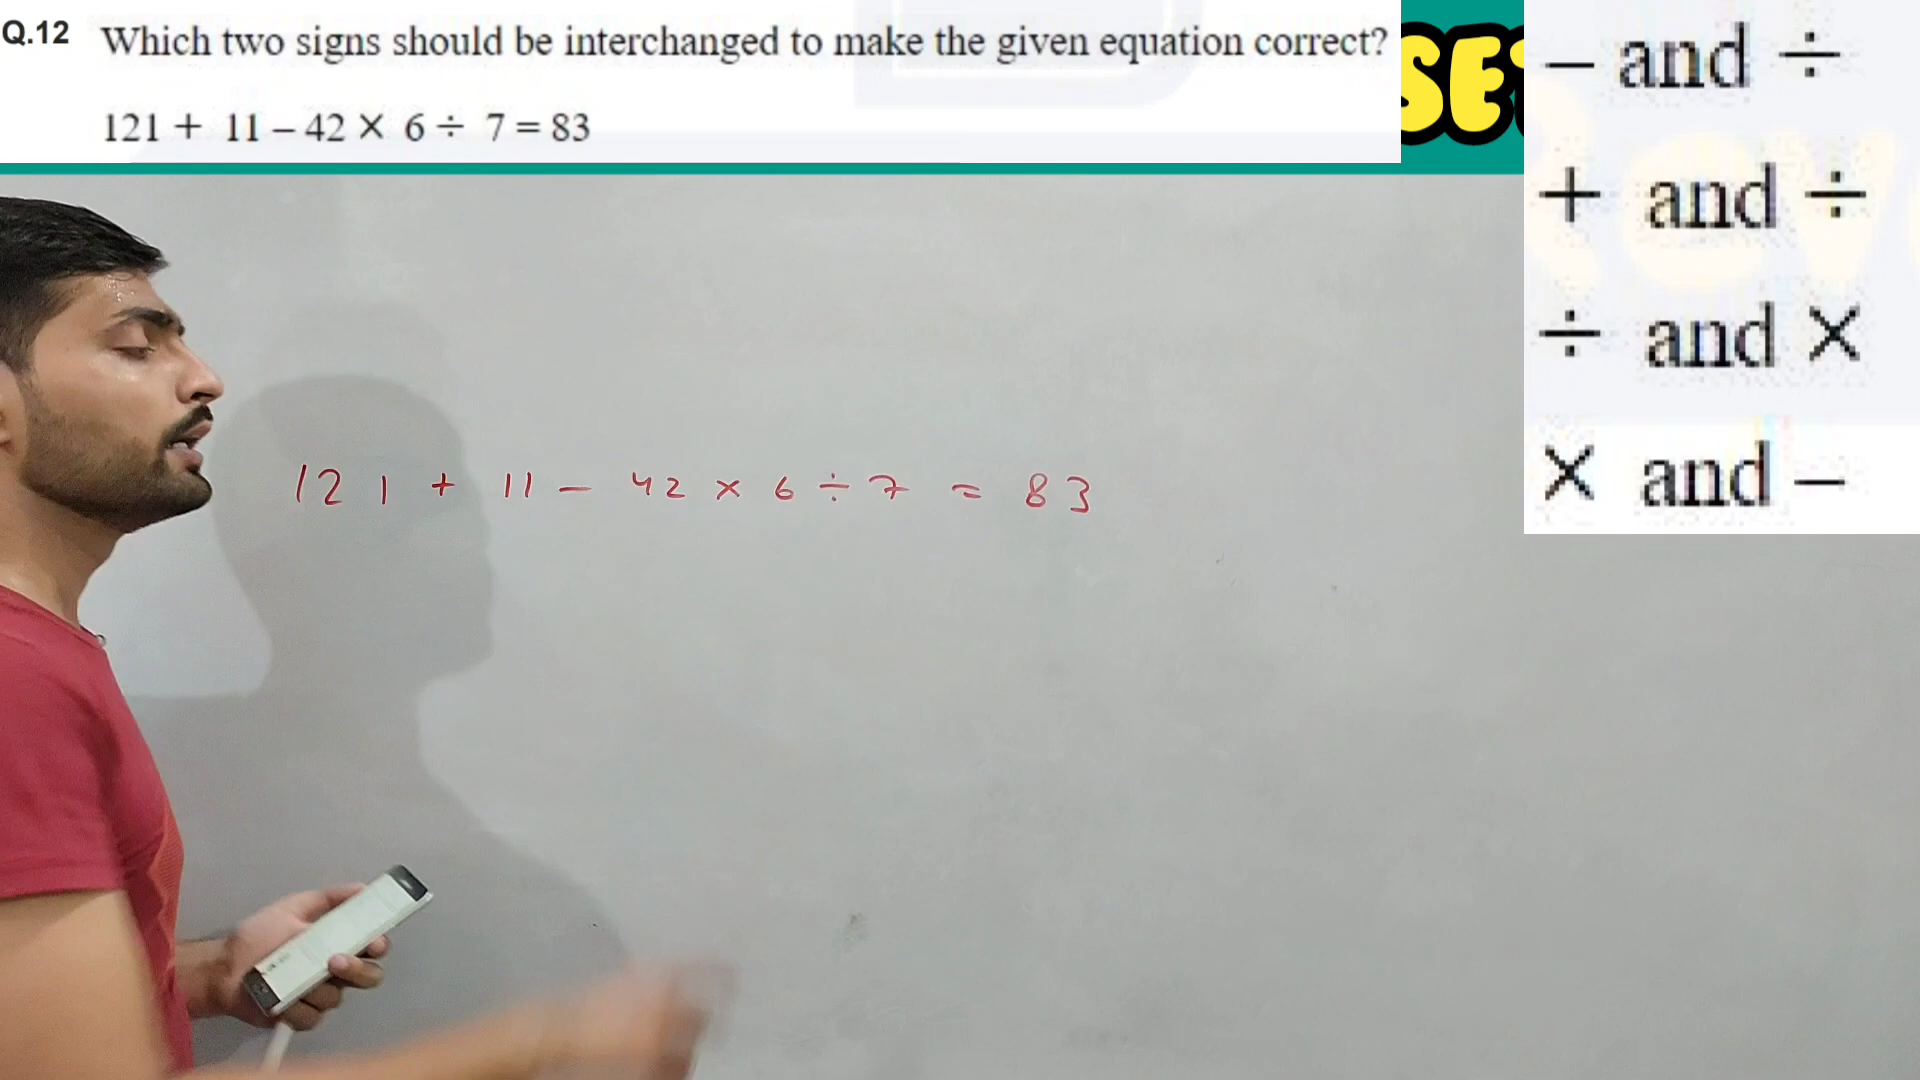 Q.12 Which two signs should be interchanged to make the given equation correct?
121 + 11 – 42 × 6 ÷ 7 = 83
SET
– and ÷
+ and ÷
÷ and ×
× and –
121 + 11 – 42 × 6 ÷ 7 = 83